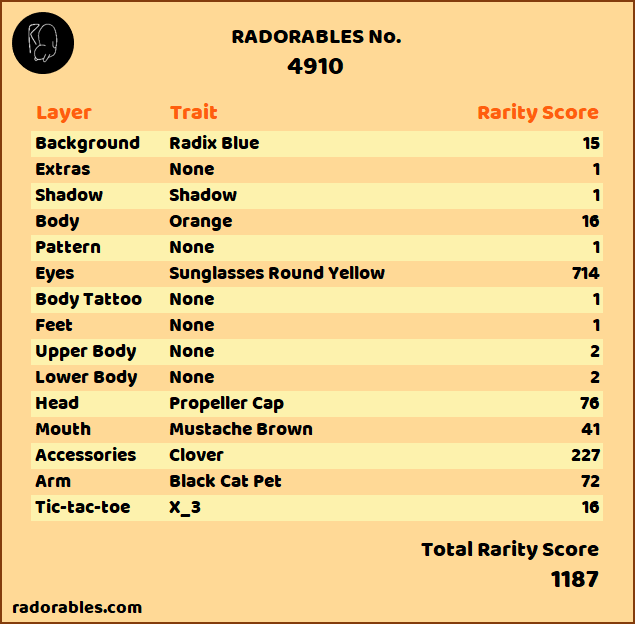 RADORABLES No.
4910
Layer Trait Rarity Score
Background Radix Blue 15
Extras None 1
Shadow Shadow 1
Body Orange 16
Pattern None 1
Eyes Sunglasses Round Yellow 714
Body Tattoo None 1
Feet None 1
Upper Body None 2
Lower Body None 2
Head Propeller Cap 76
Mouth Mustache Brown 41
Accessories Clover 227
Arm Black Cat Pet 72
Tic-tac-toe X_3 16
Total Rarity Score
1187
radorables.com